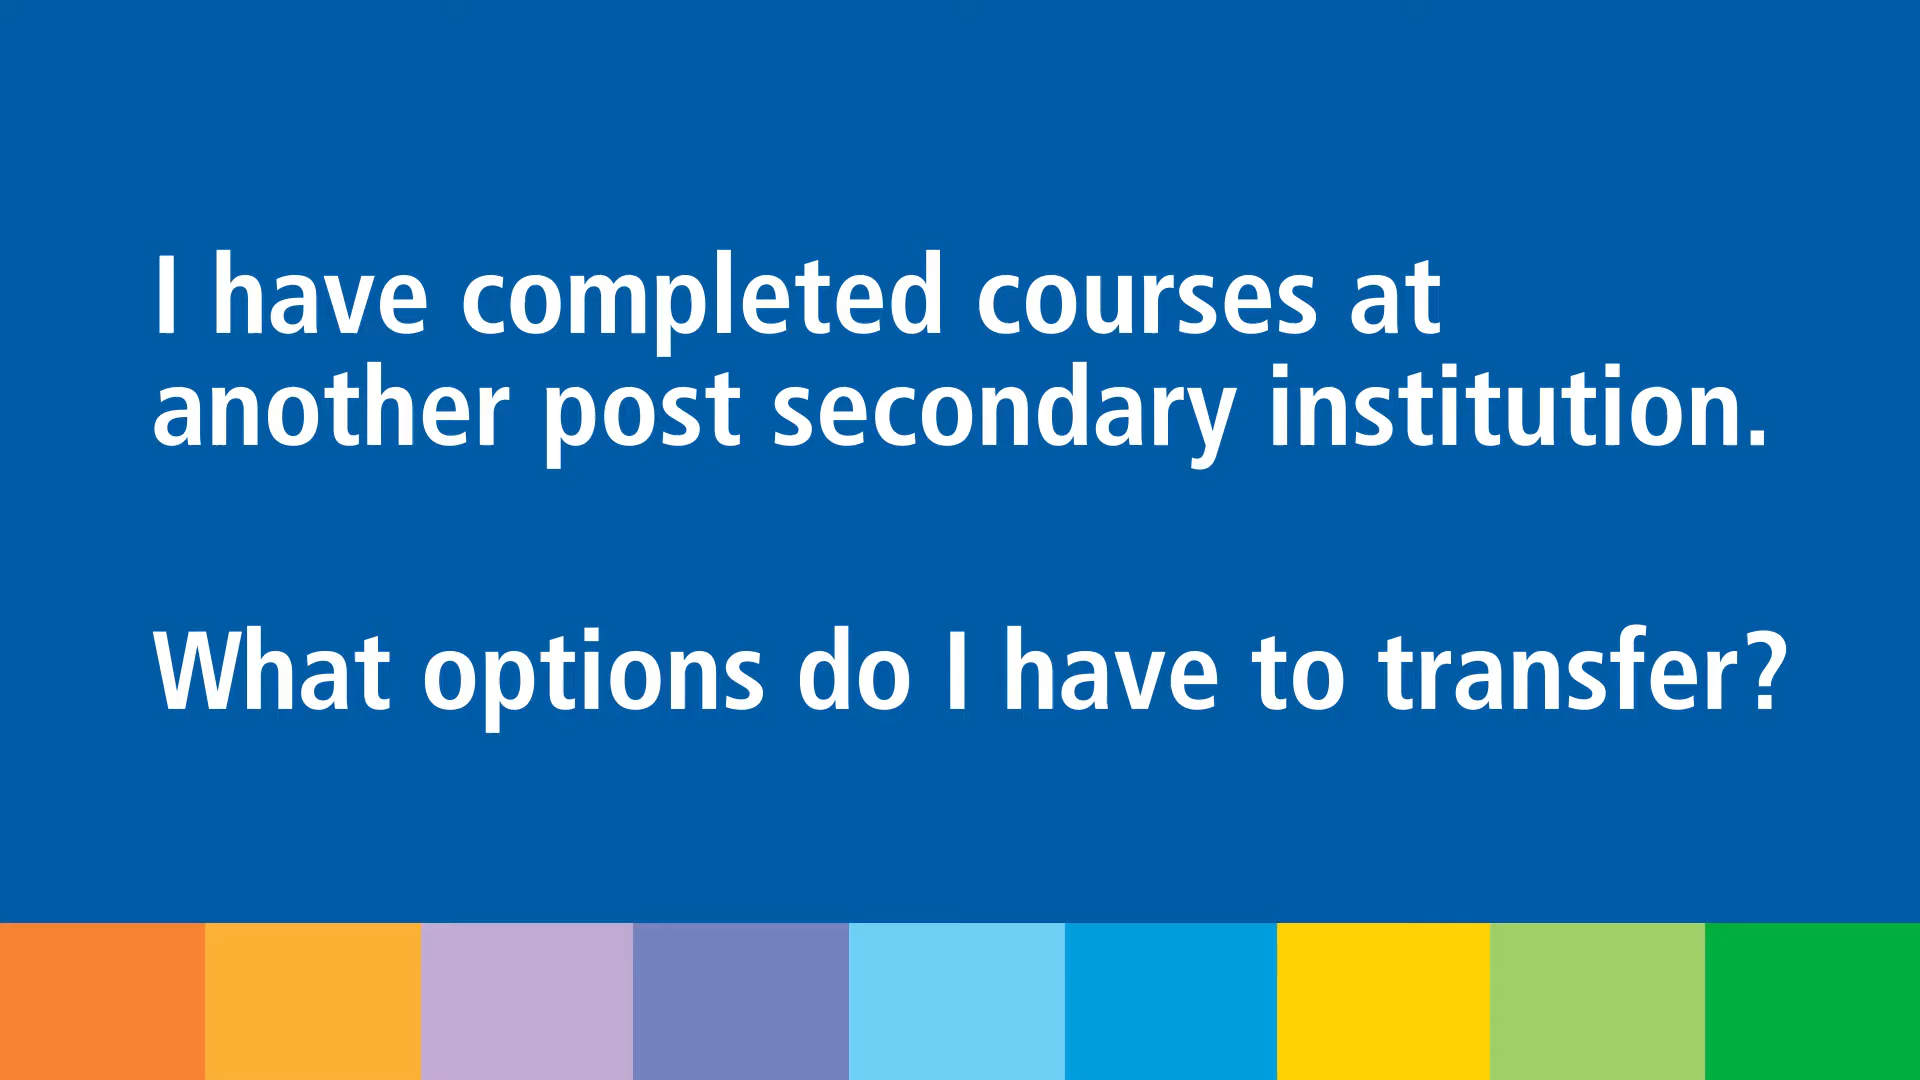 I have completed courses at
another post secondary institution.
What options do I have to transfer?